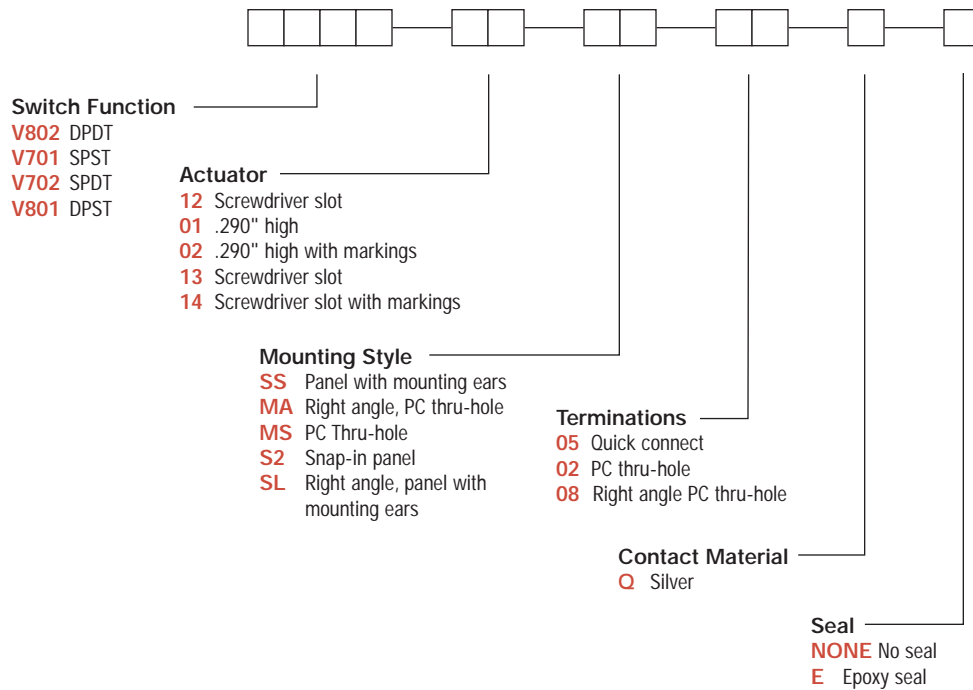 Switch Function
V802 DPDT
V701 SPST
V702 SPDT
V801 DPST
Actuator
12 Screwdriver slot
01 .290" high
02 .290" high with markings
13 Screwdriver slot
14 Screwdriver slot with markings
Mounting Style
SS Panel with mounting ears
MA Right angle, PC thru-hole
MS PC Thru-hole
S2 Snap-in panel
SL Right angle, panel with
mounting ears
Terminations
05 Quick connect
02 PC thru-hole
08 Right angle PC thru-hole
Contact Material
Q Silver
Seal
NONE No seal
E Epoxy seal